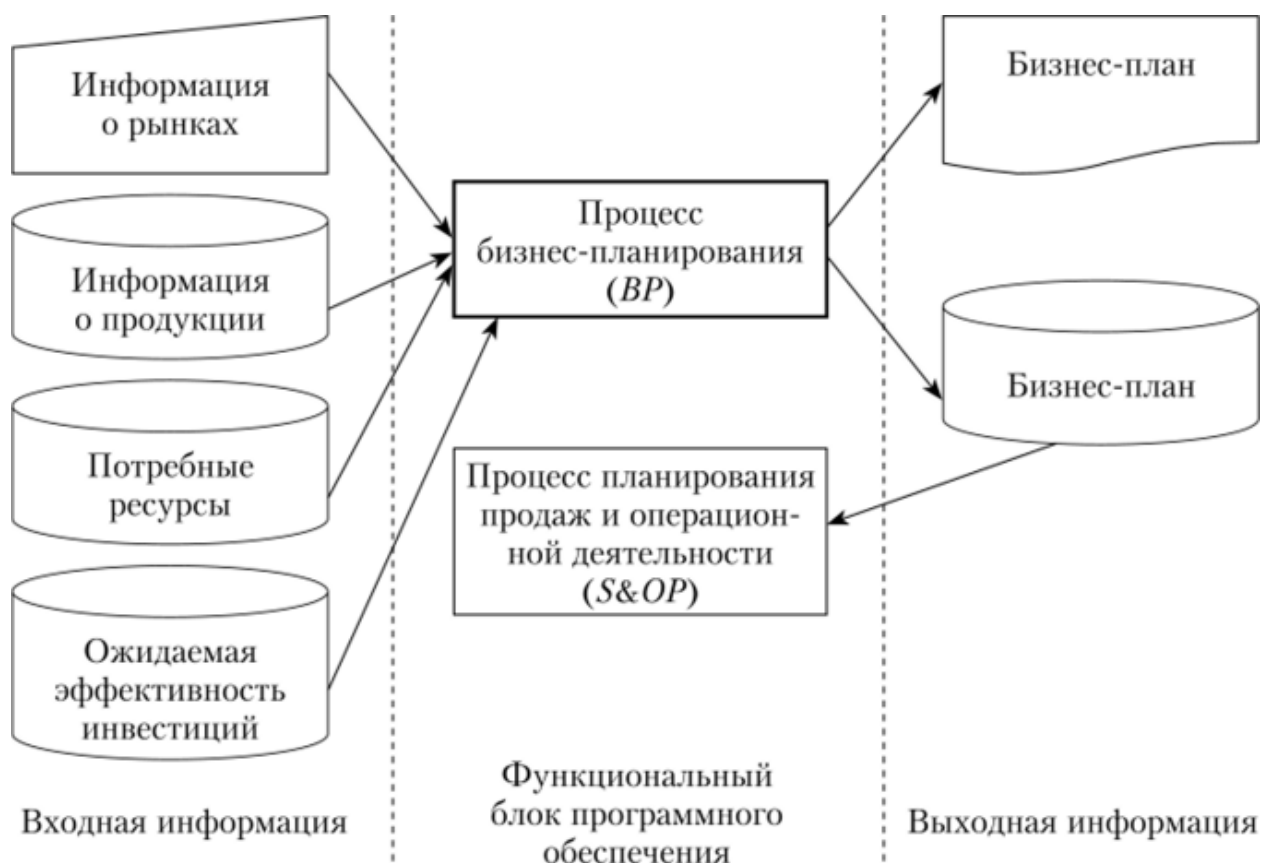 Информация
о рынках
Информация
о продукции
Потребные
ресурсы
Ожидаемая
эффективность
инвестиций
Входная информация
Процесс
бизнес-планирования
(BP)
Процесс планирования
продаж и операцион-
ной деятельности
(S&OP)
Функциональный
блок программного
обеспечения
Бизнес-план
Бизнес-план
Выходная информация